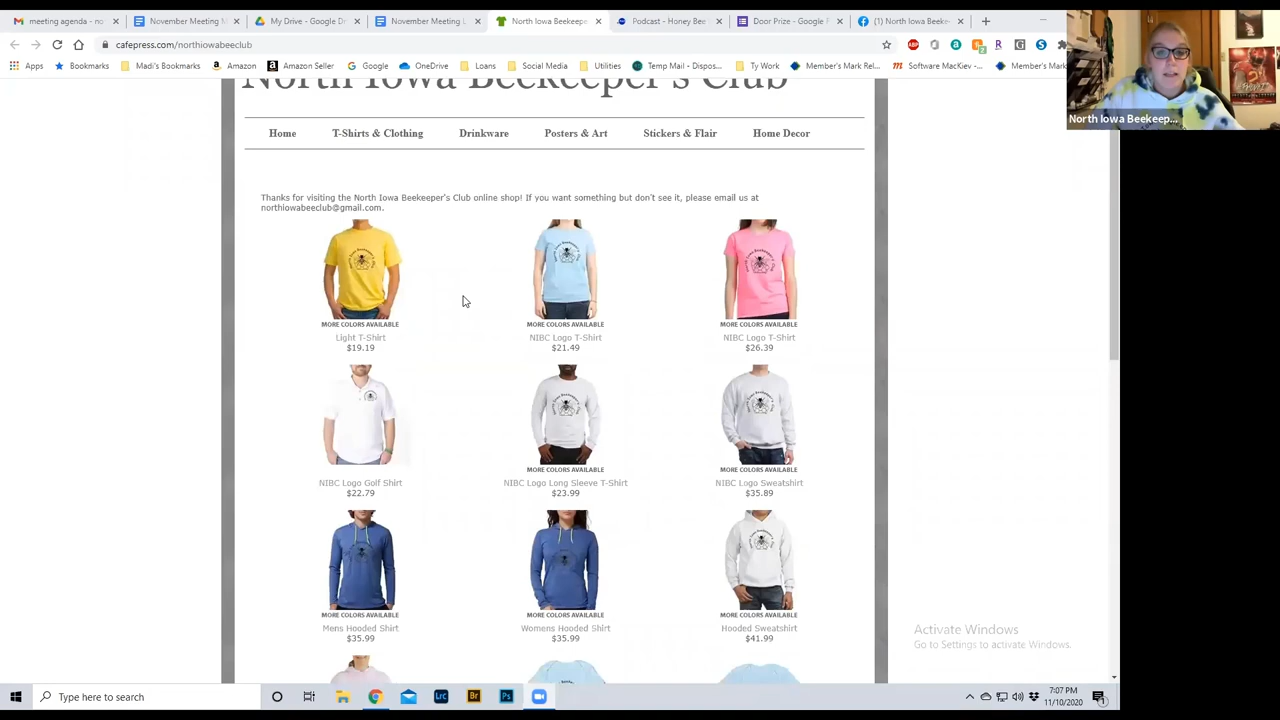 meeting agenda - no
November Meeting M
My Drive - Google Dri
November Meeting L
North Iowa Beekeepe
Podcast - Honey Bee
Door Prize - Google F
(1) North Iowa Beeke
cafepress.com/northiowabeeclub
Apps
Bookmarks
Madi's Bookmarks
Amazon
Amazon Seller
Google
OneDrive
Loans
Social Media
Utilities
Temp Mail - Dispos...
Ty Work
Member's Mark Rel...
Software MacKiev -...
Member's Mark
North Iowa Beekeep...
North Iowa Beekeeper's Club
Home T-Shirts & Clothing Drinkware Posters & Art Stickers & Flair Home Decor
Thanks for visiting the North Iowa Beekeeper's Club online shop! If you want something but don't see it, please email us at
northiowabeeclub@gmail.com.
MORE COLORS AVAILABLE MORE COLORS AVAILABLE MORE COLORS AVAILABLE
Light T-Shirt NIBC Logo T-Shirt NIBC Logo T-Shirt
$19.19 $21.49 $26.39
MORE COLORS AVAILABLE MORE COLORS AVAILABLE
NIBC Logo Golf Shirt NIBC Logo Long Sleeve T-Shirt NIBC Logo Sweatshirt
$22.79 $23.99 $35.89
MORE COLORS AVAILABLE MORE COLORS AVAILABLE MORE COLORS AVAILABLE
Mens Hooded Shirt Womens Hooded Shirt Hooded Sweatshirt
$35.99 $35.99 $41.99
Activate Windows
Go to Settings to activate Windows.
Type here to search
Lrc
Br
Ps
7:07 PM
11/10/2020